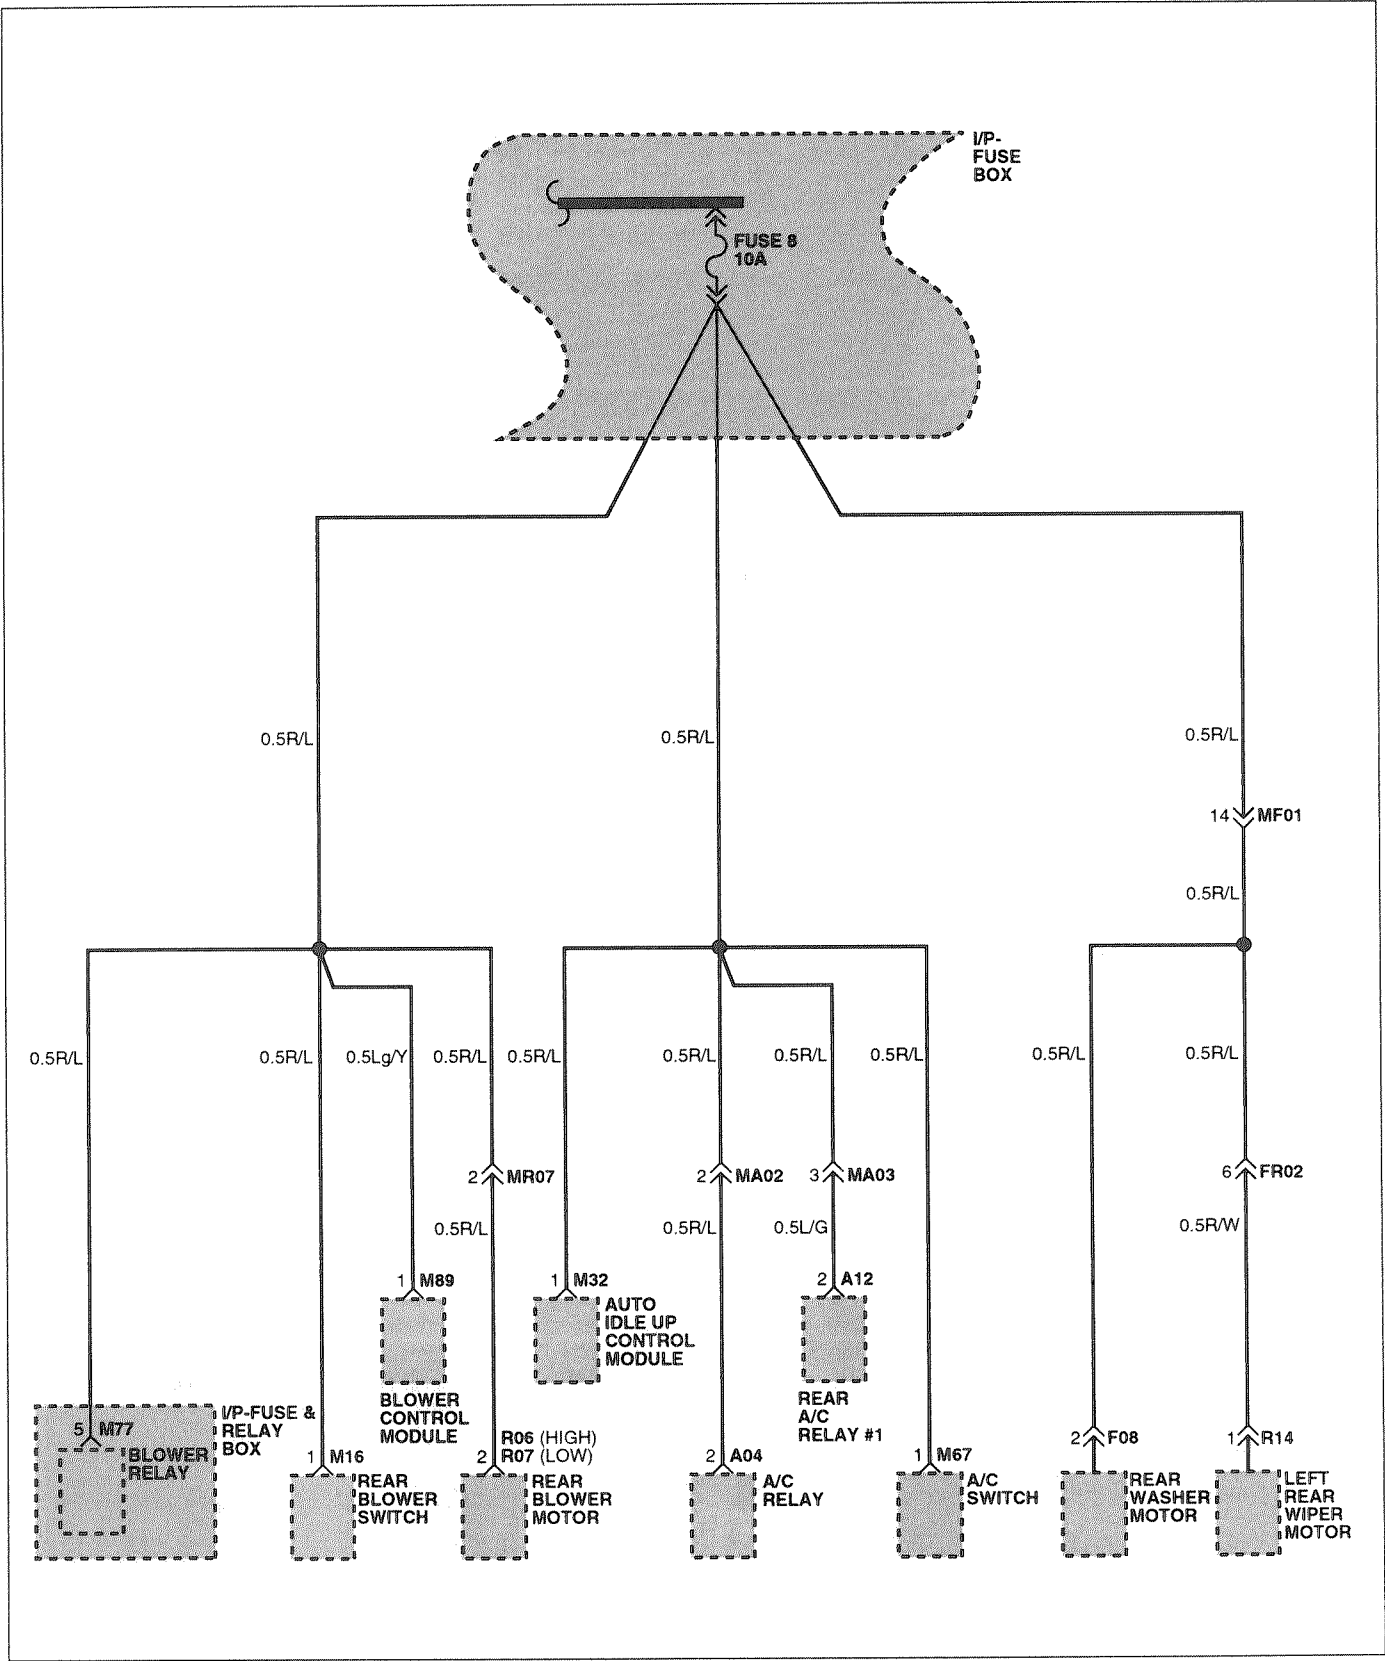 I/P-
FUSE
BOX
FUSE 8
10A
0.5R/L
0.5R/L
0.5R/L
14
MF01
0.5R/L
0.5R/L
0.5R/L
0.5Lg/Y
0.5R/L
0.5R/L
0.5R/L
0.5R/L
0.5R/L
0.5R/L
0.5R/L
2
MR07
2
MA02
3
MA03
6
FR02
0.5R/L
0.5R/L
0.5L/G
0.5R/W
1
M89
BLOWER
CONTROL
MODULE
1
M32
AUTO
IDLE UP
CONTROL
MODULE
2
A12
REAR
A/C
RELAY #1
I/P-FUSE &
RELAY
BOX
5
M77
BLOWER
RELAY
1
M16
REAR
BLOWER
SWITCH
R06 (HIGH)
2
R07 (LOW)
REAR
BLOWER
MOTOR
2
A04
A/C
RELAY
1
M67
A/C
SWITCH
2
F08
REAR
WASHER
MOTOR
1
R14
LEFT
REAR
WIPER
MOTOR